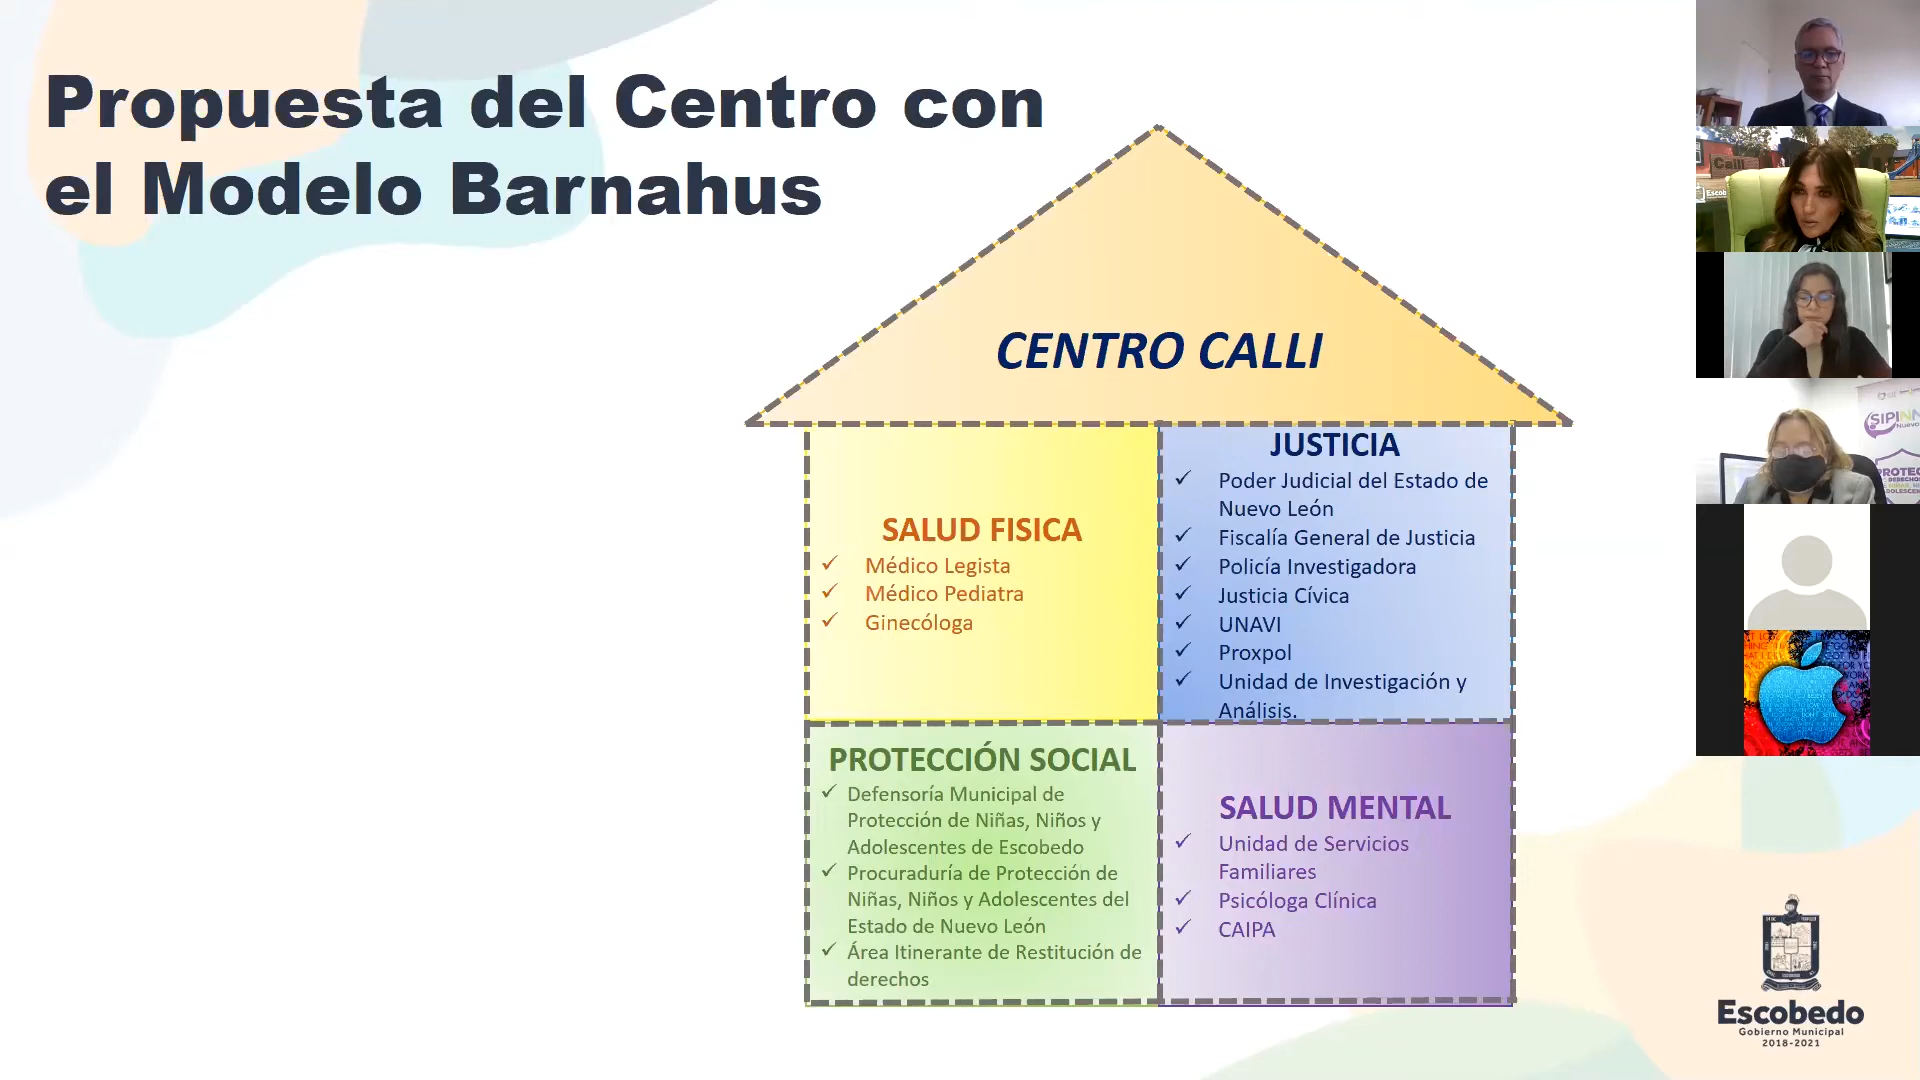 Propuesta del Centro con
el Modelo Barnahus
CENTRO CALLI
SALUD FISICA
Médico Legista
Médico Pediatra
Ginecóloga
JUSTICIA
Poder Judicial del Estado de
Nuevo León
Fiscalía General de Justicia
Policía Investigadora
Justicia Cívica
UNAVI
Proxpol
Unidad de Investigación y
Análisis.
PROTECCIÓN SOCIAL
Defensoría Municipal de
Protección de Niñas, Niños y
Adolescentes de Escobedo
Procuraduría de Protección de
Niñas, Niños y Adolescentes del
Estado de Nuevo León
Área Itinerante de Restitución de
derechos
SALUD MENTAL
Unidad de Servicios
Familiares
Psicóloga Clínica
CAIPA
Calli
SIPINN
Nuevo
PROTEC
Escobedo
Gobierno Municipal
2018-2021